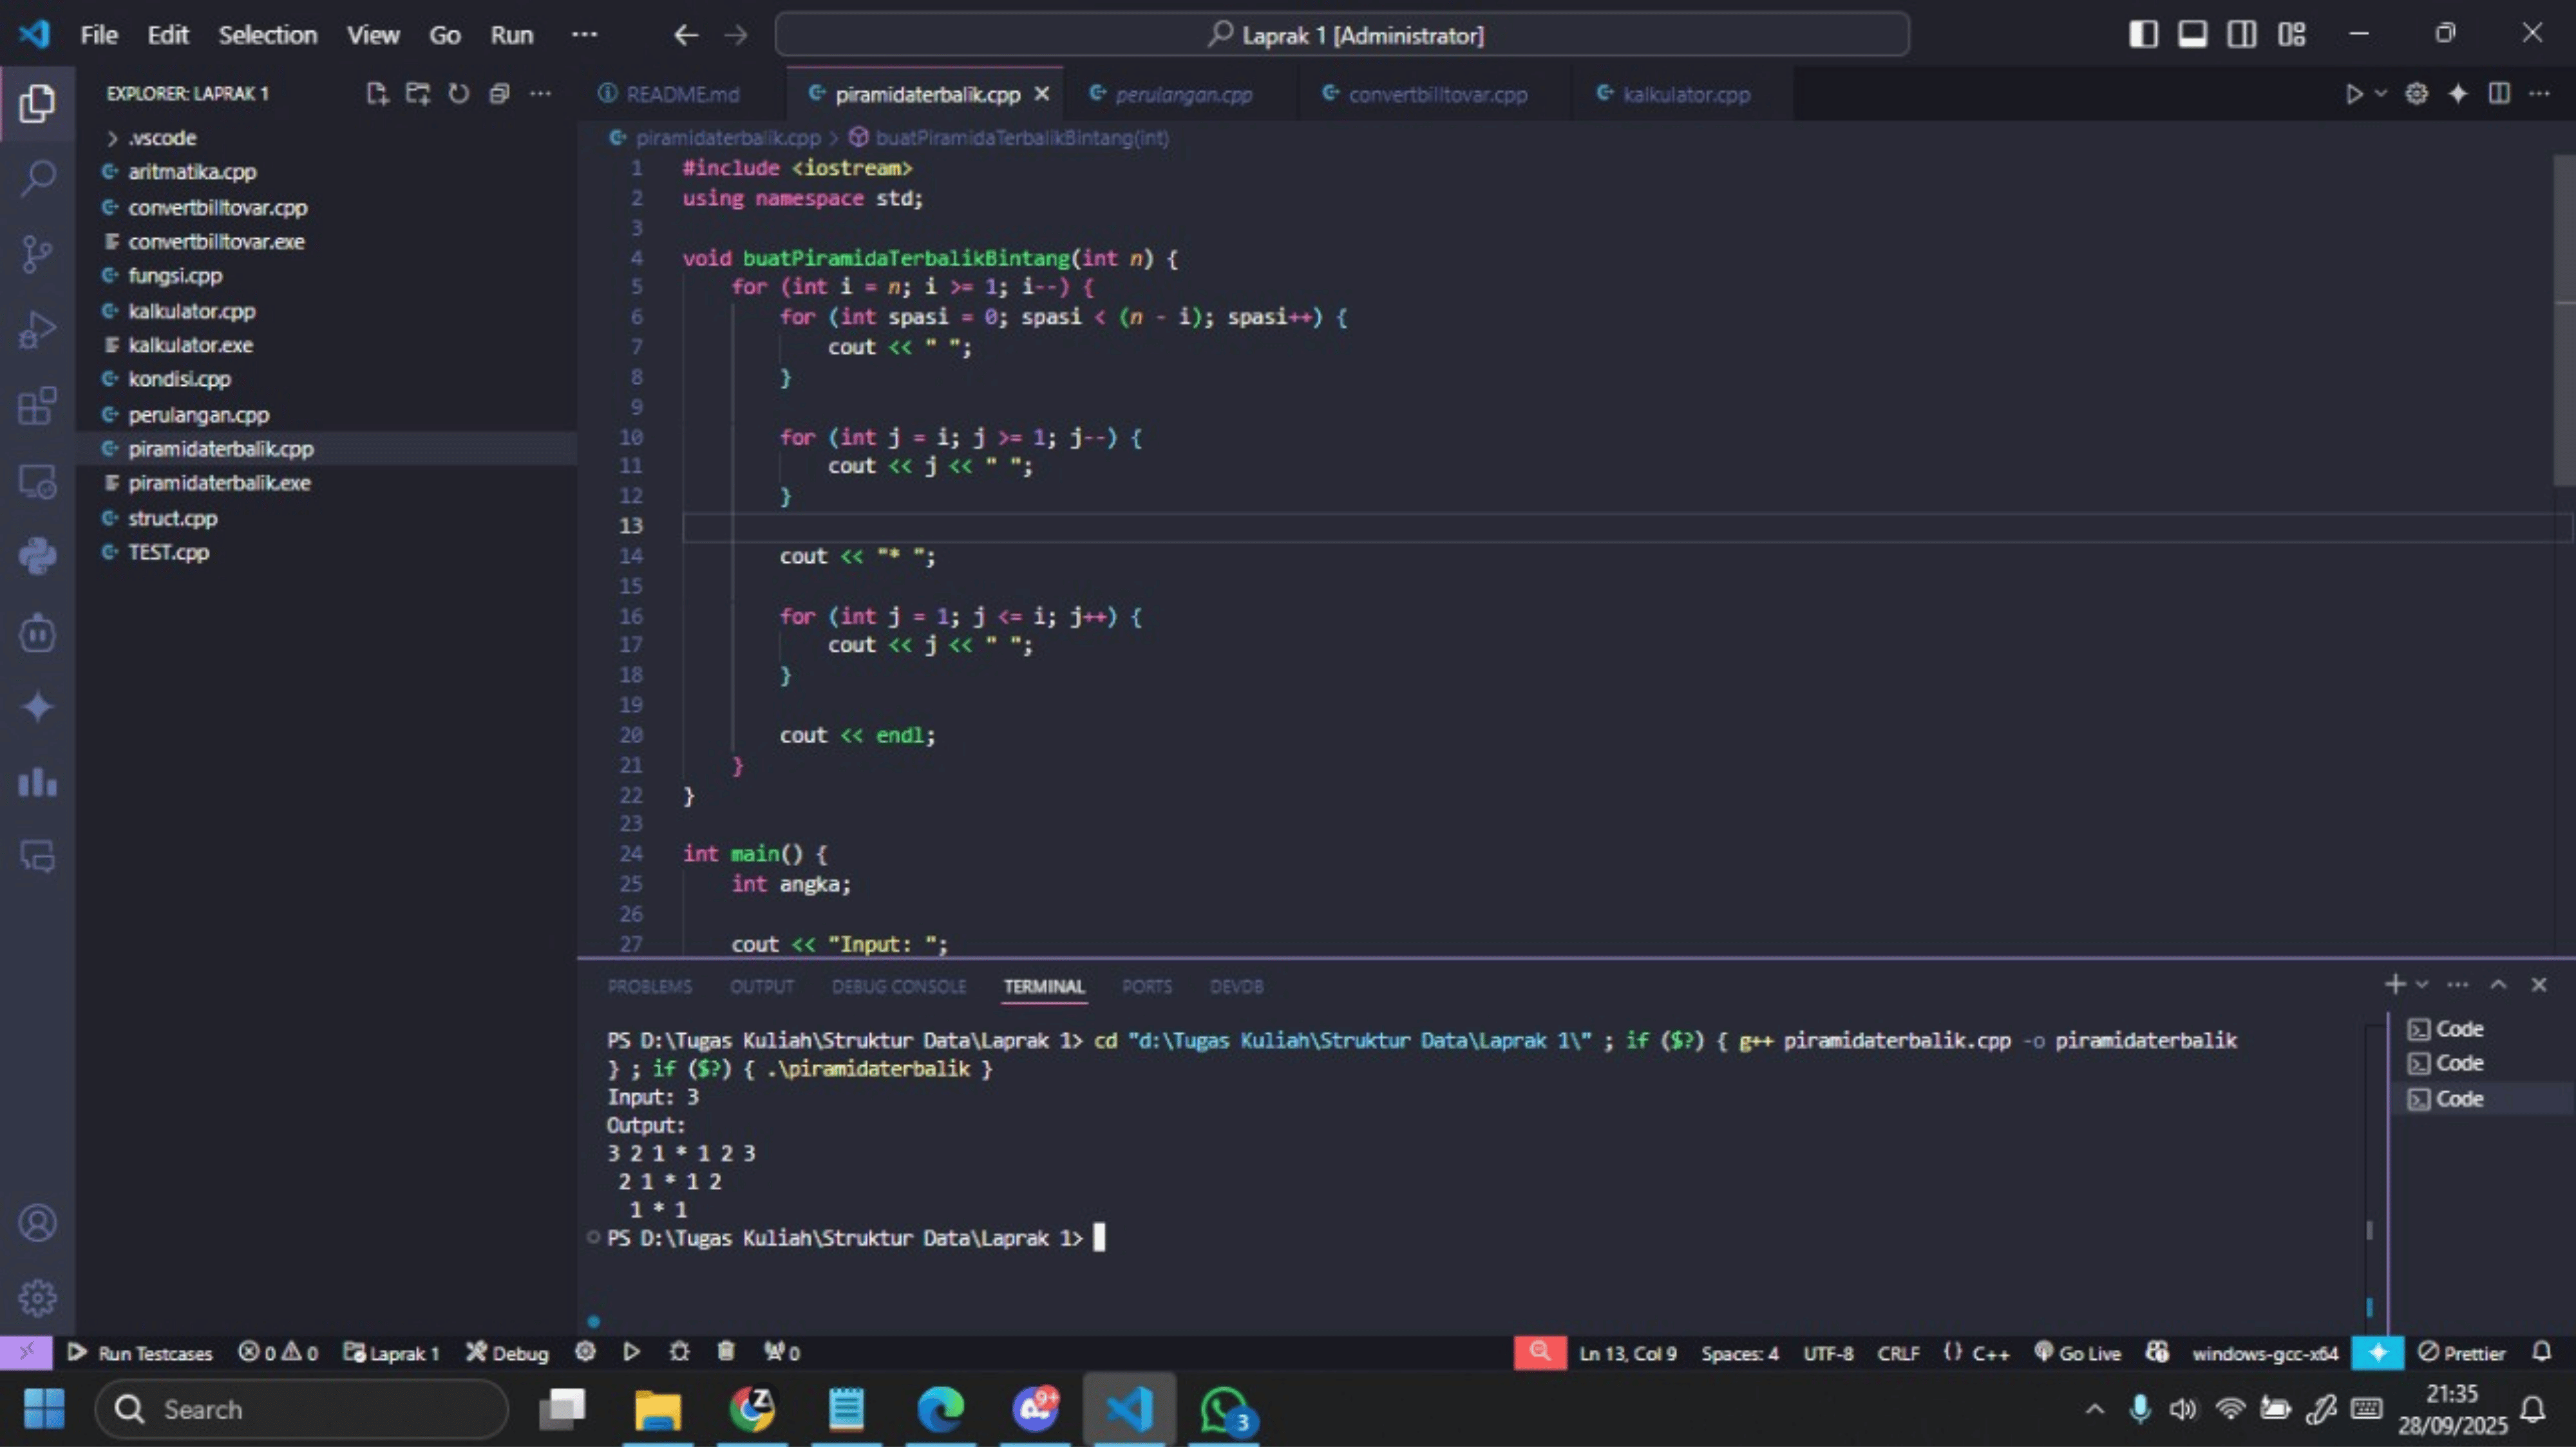 File Edit Selection View Go Run ··· Laprak 1 [Administrator]
EXPLORER: LAPRAK 1
.vscode
aritmatika.cpp
convertbilltovar.cpp
convertbilltovar.exe
fungsi.cpp
kalkulator.cpp
kalkulator.exe
kondisi.cpp
perulangan.cpp
piramidaterbalik.cpp
piramidaterbalik.exe
struct.cpp
TEST.cpp
README.md piramidaterbalik.cpp perulangan.cpp convertbilltovar.cpp kalkulator.cpp
piramidaterbalik.cpp > buatPiramidaTerbalikBintang(int)
1 #include <iostream>
2 using namespace std;
3
4 void buatPiramidaTerbalikBintang(int n) {
5 for (int i = n; i >= 1; i--) {
6 for (int spasi = 0; spasi < (n - i); spasi++) {
7 cout << " ";
8 }
9
10 for (int j = i; j >= 1; j--) {
11 cout << j << " ";
12 }
13
14 cout << "* ";
15
16 for (int j = 1; j <= i; j++) {
17 cout << j << " ";
18 }
19
20 cout << endl;
21 }
22 }
23
24 int main() {
25 int angka;
26
27 cout << "Input: ";
PROBLEMS OUTPUT DEBUG CONSOLE TERMINAL PORTS DEVDB
PS D:\Tugas Kuliah\Struktur Data\Laprak 1> cd "d:\Tugas Kuliah\Struktur Data\Laprak 1\" ; if ($?) { g++ piramidaterbalik.cpp -o piramidaterbalik
} ; if ($?) { .\piramidaterbalik }
Input: 3
Output:
3 2 1 * 1 2 3
2 1 * 1 2
1 * 1
PS D:\Tugas Kuliah\Struktur Data\Laprak 1>
Code
Code
Code
Run Testcases 0 0 Laprak 1 Debug 0 Ln 13, Col 9 Spaces: 4 UTF-8 CRLF {} C++ Go Live windows-gcc-x64 Prettier
Search Z 9+ 3 21:35
28/09/2025